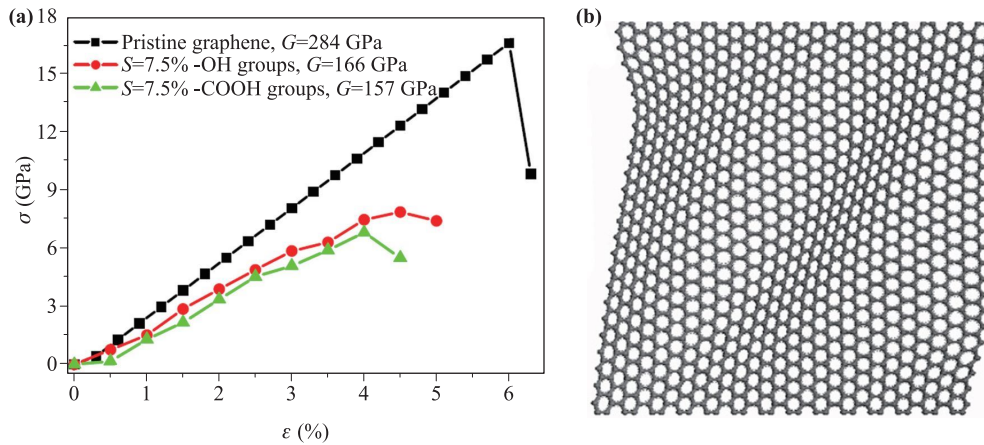 (a)
18
15
12
9
6
3
0
σ (GPa)
Pristine graphene, G=284 GPa
S=7.5% -OH groups, G=166 GPa
S=7.5% -COOH groups, G=157 GPa
0 1 2 3 4 5 6
ε (%)
(b)